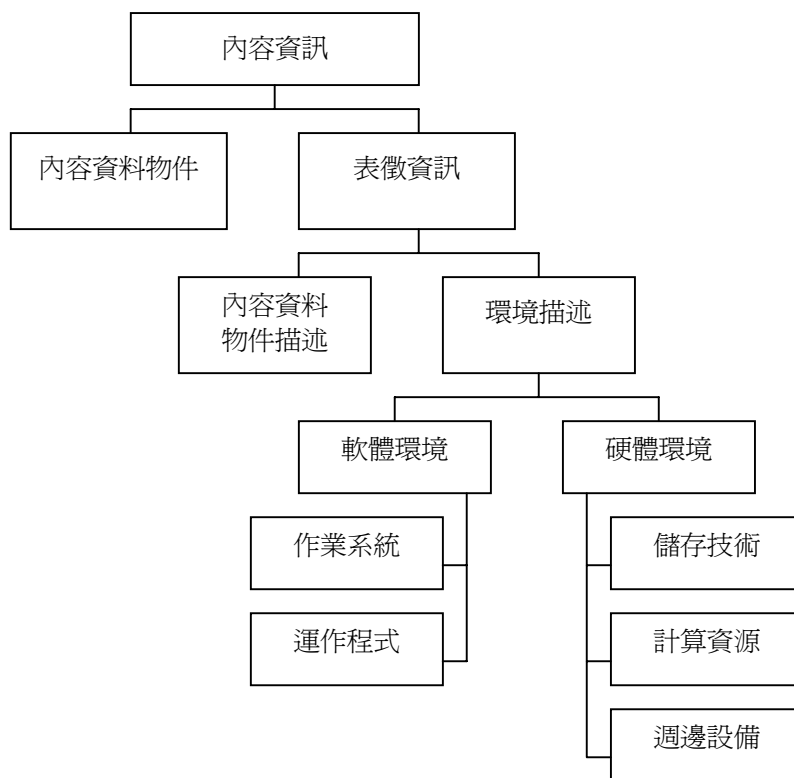 內容資訊
內容資料物件
表徵資訊
內容資料
物件描述
環境描述
軟體環境
硬體環境
作業系統
儲存技術
運作程式
計算資源
週邊設備